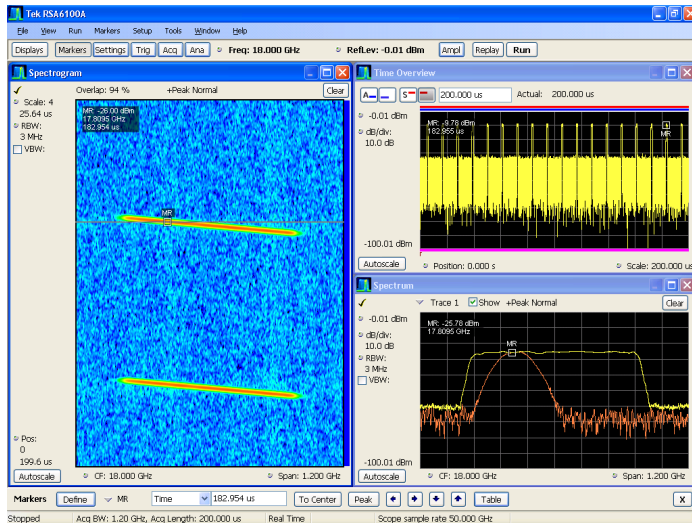 Tek RSA6100A
File View Run Markers Setup Tools Window Help
Displays Markers Settings Trig Acq Ana Freq: 18.000 GHz RefLev: -0.01 dBm Ampl Replay Run
Spectrogram
Overlap: 94 % +Peak Normal Clear
Scale: 4
25.64 us
RBW:
3 MHz
VBW:
MR: -26.00 dBm
17.8095 GHz
182.954 us
MR
Pos:
0
199.6 us
Autoscale CF: 18.000 GHz Span: 1.200 GHz
Time Overview
A S 200.000 us Actual: 200.000 us
-0.01 dBm
dB/div:
10.0 dB
MR: -9.78 dBm
182.955 us
MR
-100.01 dBm
Autoscale Position: 0.000 s Scale: 200.000 us
Spectrum
Trace 1 Show +Peak Normal Clear
-0.01 dBm
dB/div:
10.0 dB
RBW:
3 MHz
VBW:
MR: -25.78 dBm
17.8095 GHz
MR
-100.01 dBm
Autoscale CF: 18.000 GHz Span: 1.200 GHz
Markers Define MR Time 182.954 us To Center Peak Table X
Stopped Acq BW: 1.20 GHz, Acq Length: 200.000 us Real Time Scope sample rate 50.000 GHz